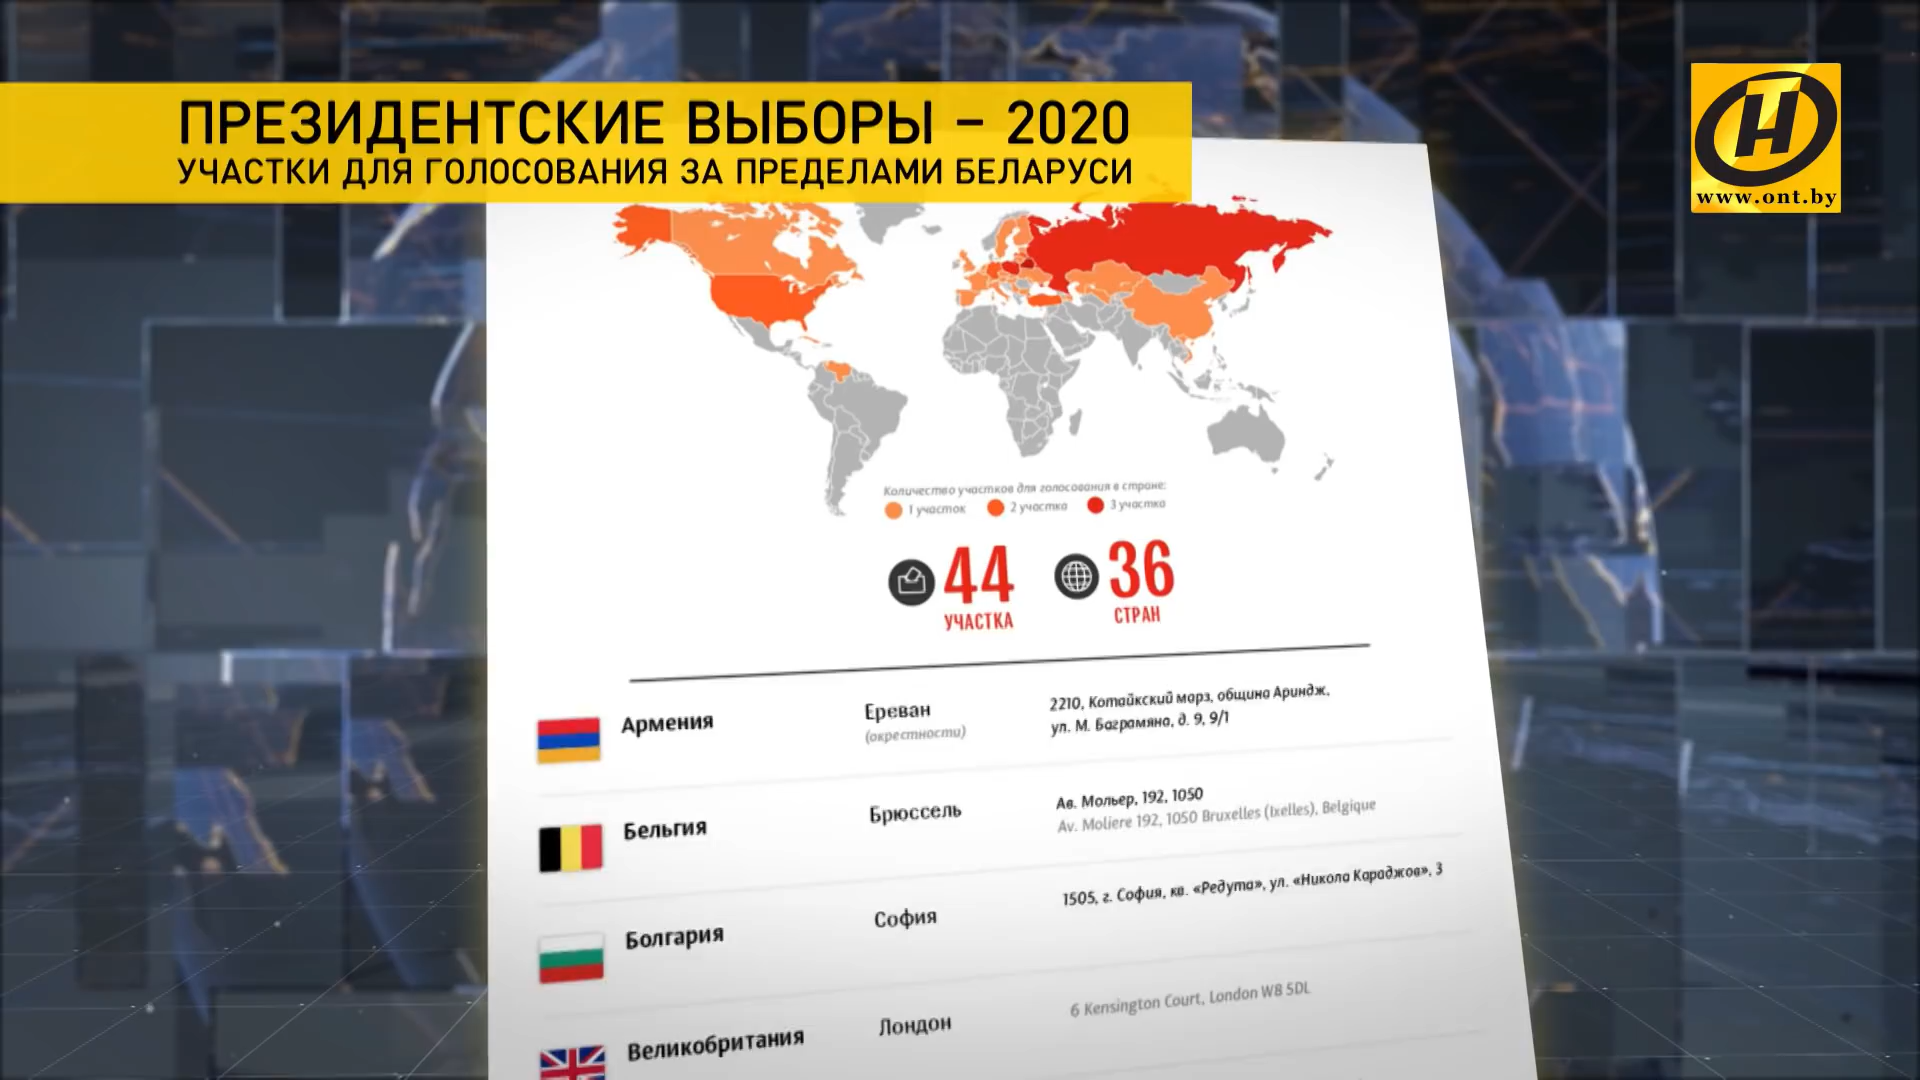 ПРЕЗИДЕНТСКИЕ ВЫБОРЫ – 2020
УЧАСТКИ ДЛЯ ГОЛОСОВАНИЯ ЗА ПРЕДЕЛАМИ БЕЛАРУСИ
ОНТ
www.ont.by
Количество участков для голосования в стране:
1 участок
2 участка
3 участка
44
УЧАСТКА
36
СТРАН
Армения
Ереван
(окрестности)
2210, Котайкский марз, община Ариндж,
ул. М. Баграмяна, д. 9, 9/1
Бельгия
Брюссель
Ав. Мольер, 192, 1050
Av. Moliere 192, 1050 Bruxelles (Ixelles), Belgique
Болгария
София
1505, г. София, кв. «Редута», ул. «Никола Караджов», 3
Великобритания
Лондон
6 Kensington Court, London W8 5DL